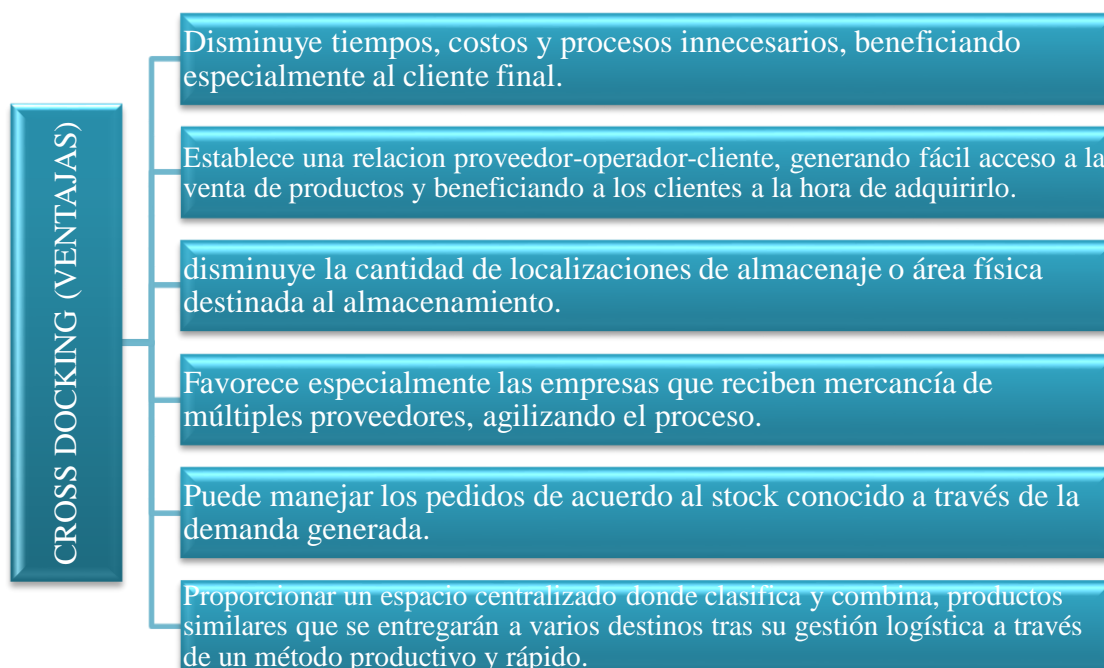 CROSS DOCKING (VENTAJAS)
Disminuye tiempos, costos y procesos innecesarios, beneficiando
especialmente al cliente final.
Establece una relacion proveedor-operador-cliente, generando fácil acceso a la
venta de productos y beneficiando a los clientes a la hora de adquirirlo.
disminuye la cantidad de localizaciones de almacenaje o área física
destinada al almacenamiento.
Favorece especialmente las empresas que reciben mercancía de
múltiples proveedores, agilizando el proceso.
Puede manejar los pedidos de acuerdo al stock conocido a través de la
demanda generada.
Proporcionar un espacio centralizado donde clasifica y combina, productos
similares que se entregarán a varios destinos tras su gestión logística a través
de un método productivo y rápido.